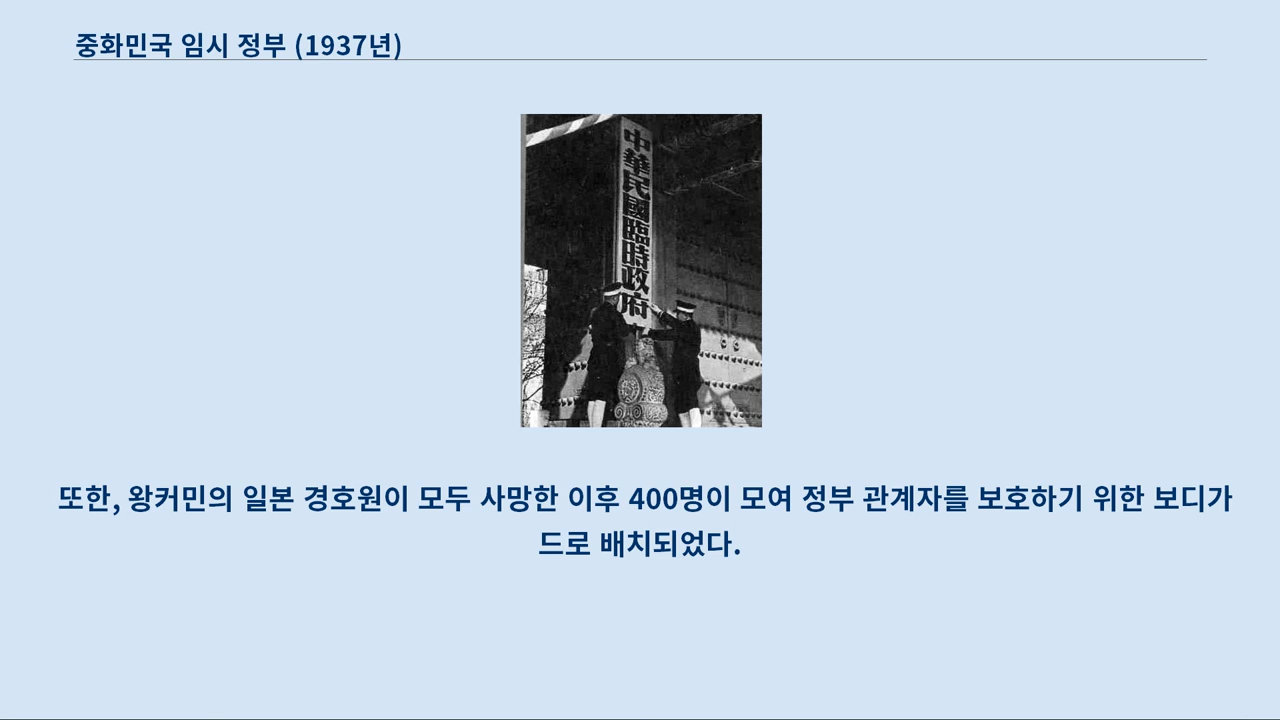 중화민국 임시 정부 (1937년)
中華民國臨時政府
또한, 왕커민의 일본 경호원이 모두 사망한 이후 400명이 모여 정부 관계자를 보호하기 위한 보디가
드로 배치되었다.